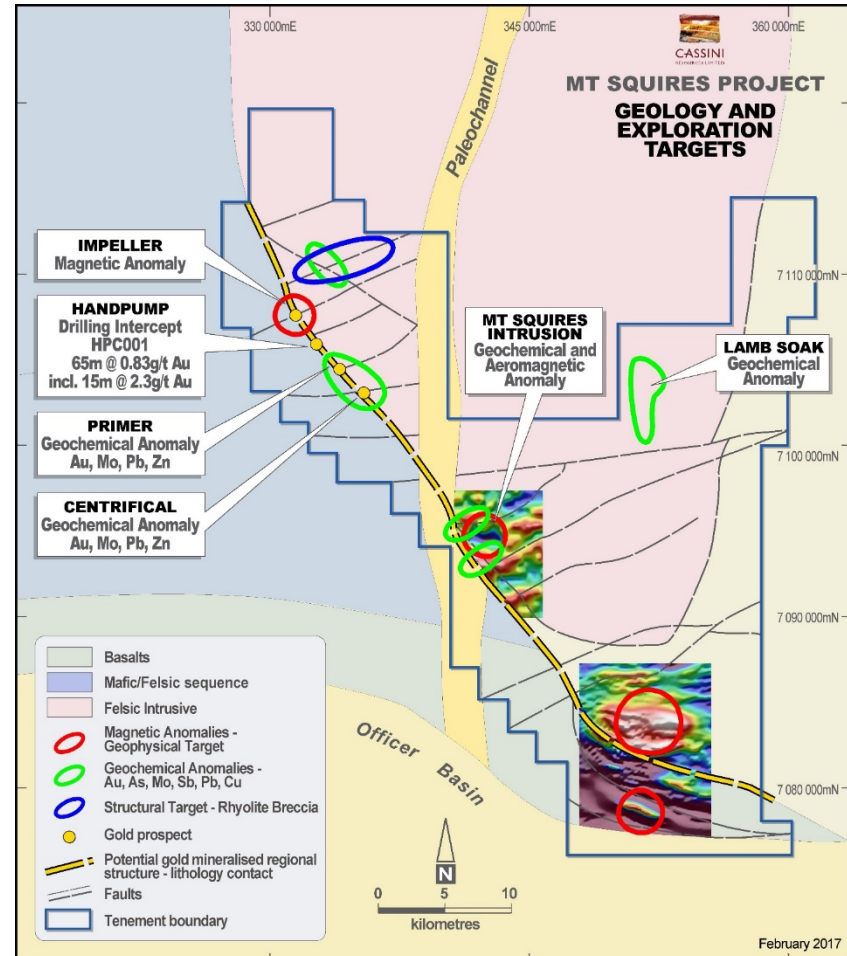 330 000mE
345 000mE
360 000mE
CASSINI
RESOURCES LIMITED
MT SQUIRES PROJECT
GEOLOGY AND
EXPLORATION
TARGETS
Paleochannel
IMPELLER
Magnetic Anomaly
7 110 000mN
HANDPUMP
Drilling Intercept
HPC001
65m @ 0.83g/t Au
incl. 15m @ 2.3g/t Au
MT SQUIRES
INTRUSION
Geochemical and
Aeromagnetic
Anomaly
LAMB SOAK
Geochemical
Anomaly
PRIMER
Geochemical Anomaly
Au, Mo, Pb, Zn
7 100 000mN
CENTRIFICAL
Geochemical Anomaly
Au, Mo, Pb, Zn
7 090 000mN
Basalts
Mafic/Felsic sequence
Felsic Intrusive
Magnetic Anomalies -
Geophysical Target
Geochemical Anomalies -
Au, As, Mo, Sb, Pb, Cu
Structural Target - Rhyolite Breccia
Gold prospect
Potential gold mineralised regional
structure - lithology contact
Faults
Tenement boundary
Officer Basin
7 080 000mN
N
0 5 10
kilometres
February 2017